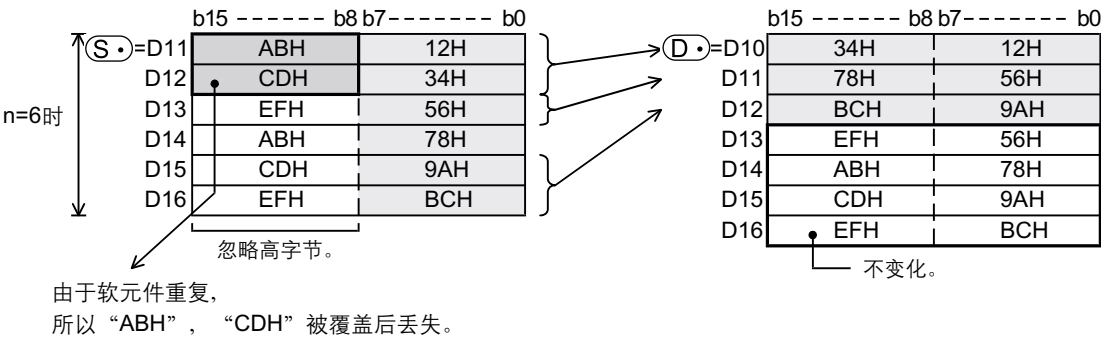 b15 ------ b8 b7------- b0
b15 ------ b8 b7------- b0
n=6时
S・=D11 ABH 12H
D12 CDH 34H
D13 EFH 56H
D14 ABH 78H
D15 CDH 9AH
D16 EFH BCH
忽略高字节。
由于软元件重复,
所以“ABH”, “CDH”被覆盖后丢失。
D・=D10 34H 12H
D11 78H 56H
D12 BCH 9AH
D13 EFH 56H
D14 ABH 78H
D15 CDH 9AH
D16 EFH BCH
不变化。